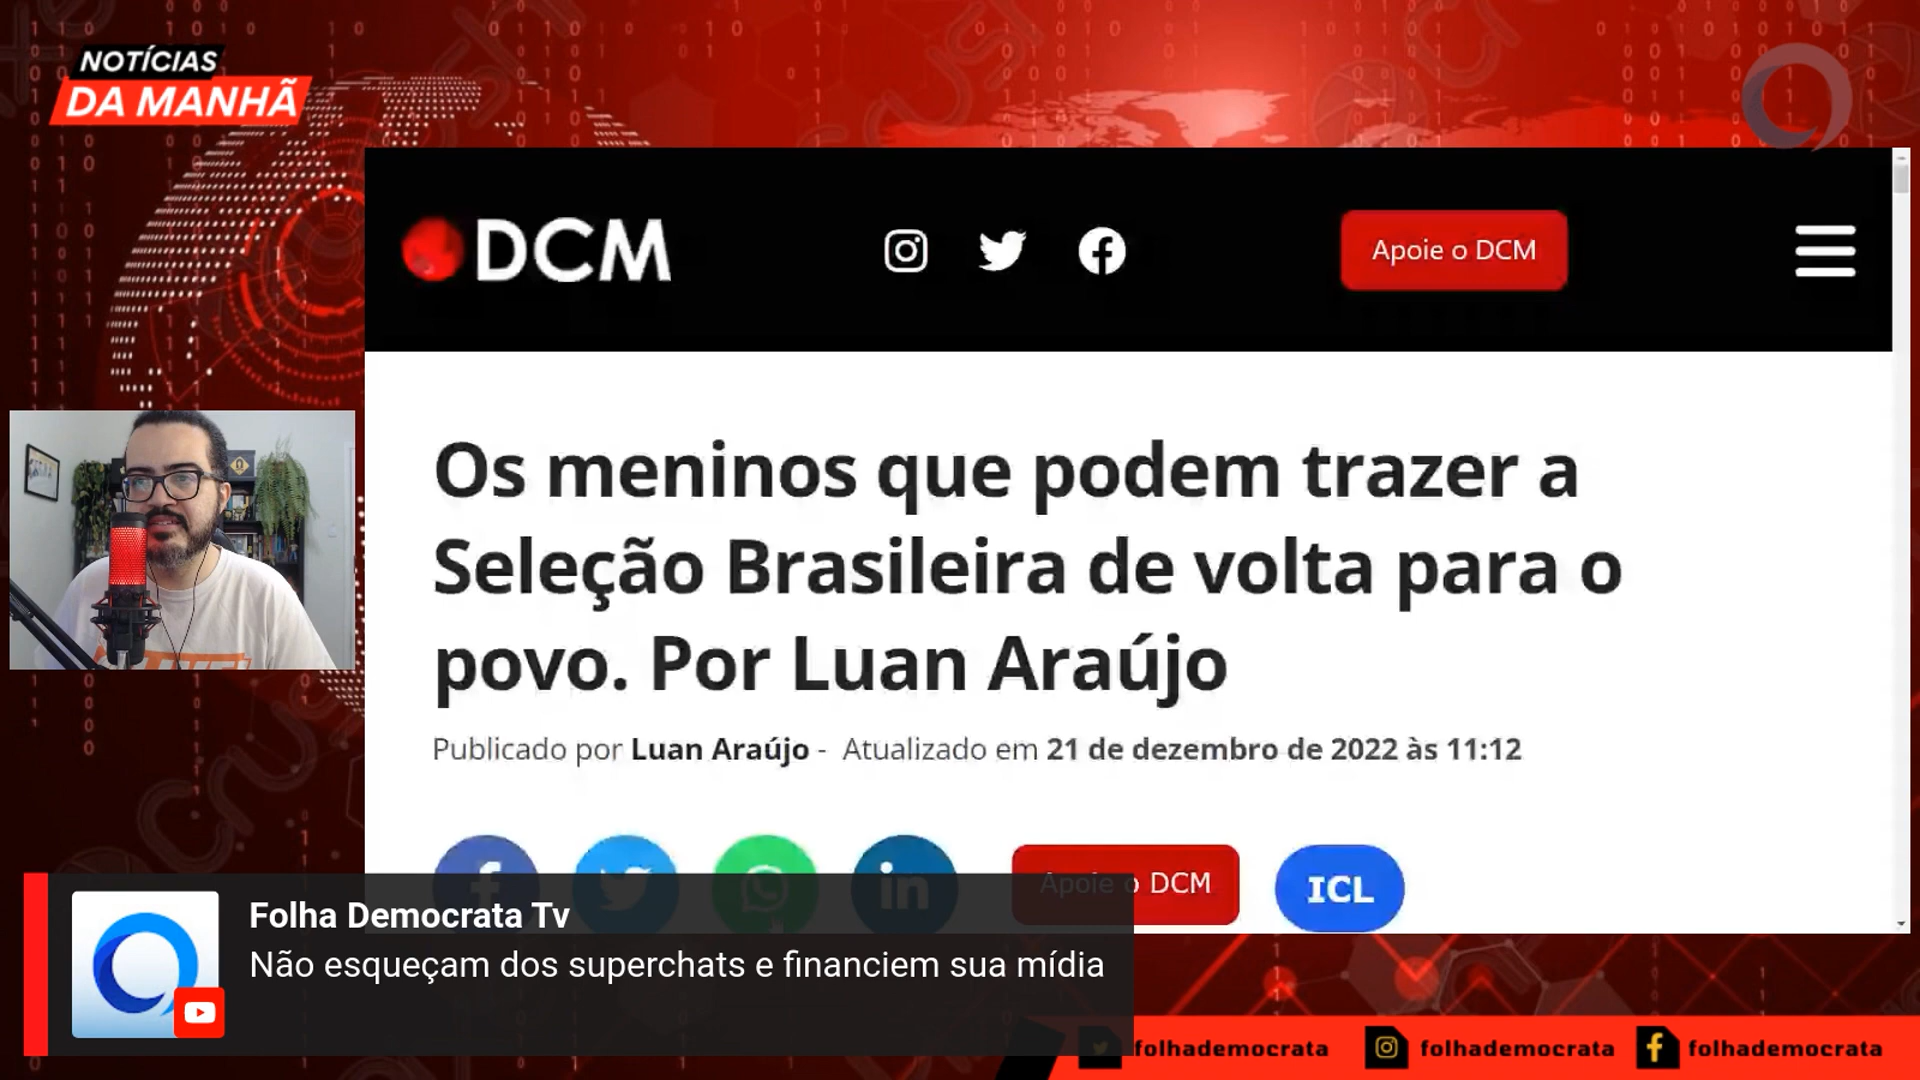 NOTÍCIAS
DA MANHÃ
DCM
Apoie o DCM
Os meninos que podem trazer a
Seleção Brasileira de volta para o
povo. Por Luan Araújo
Publicado por Luan Araújo - Atualizado em 21 de dezembro de 2022 às 11:12
Apoie o DCM
ICL
Folha Democrata Tv
Não esqueçam dos superchats e financiem sua mídia
folhademocrata
folhademocrata
folhademocrata